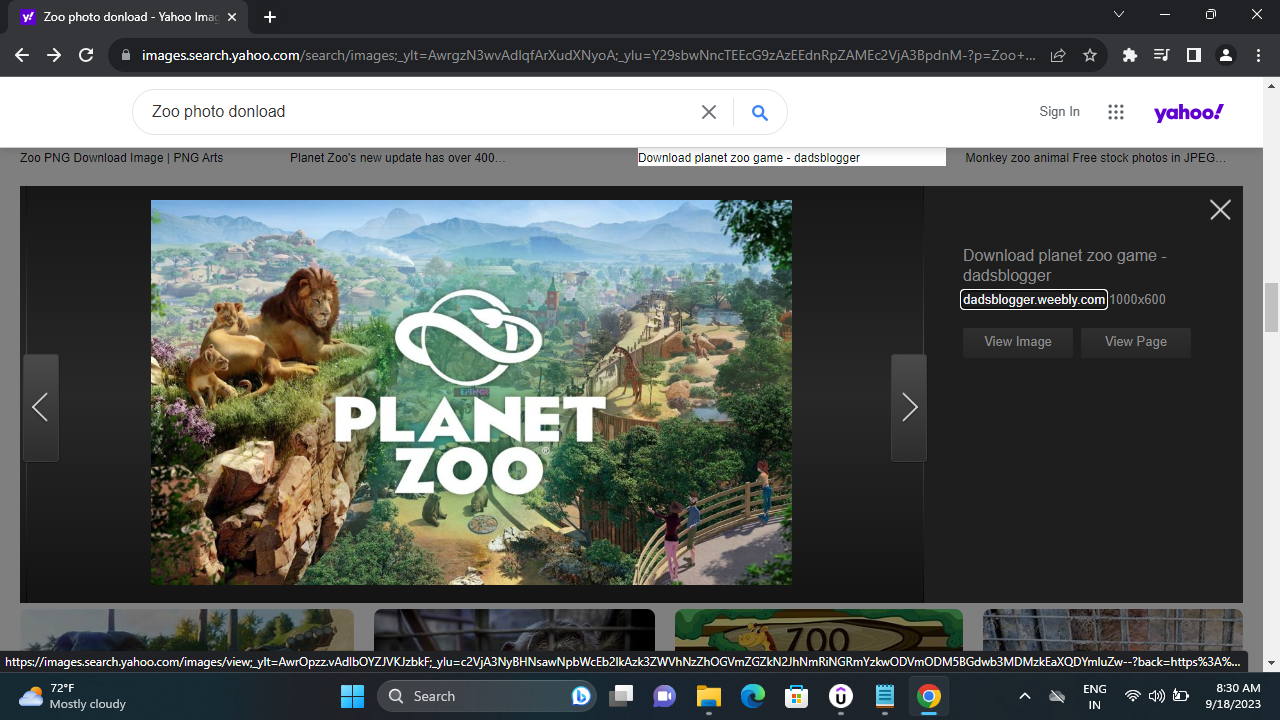 Zoo photo donload - Yahoo Imag
images.search.yahoo.com/search/images;_ylt=AwrgzN3wvAdlqfArXudXNyoA;_ylu=Y29sbwNncTEEcG9zAzEEdnRpZAMEc2VjA3BpdnM-?p=Zoo+...
Zoo photo donload
Sign In
yahoo!
Zoo PNG Download Image | PNG Arts
Planet Zoo's new update has over 400...
Download planet zoo game - dadsblogger
Monkey zoo animal Free stock photos in JPEG...
PLANET
ZOO
Download planet zoo game -
dadsblogger
dadsblogger.weebly.com 1000x600
View Image
View Page
ZOO
https://images.search.yahoo.com/images/view;_ylt=AwrOpzz.vAdlbOYZJVKJzbkF;_ylu=c2VjA3NyBHNsawNpbWcEb2lkAzk3ZWVhNzZhOGVmZGZkN2JhNmRiNGRmYzkwODVmODM5BGdwb3MDMzkEaXQDYmluZw--?back=https%3A%...
72°F
Mostly cloudy
Search
ENG
IN
8:30 AM
9/18/2023